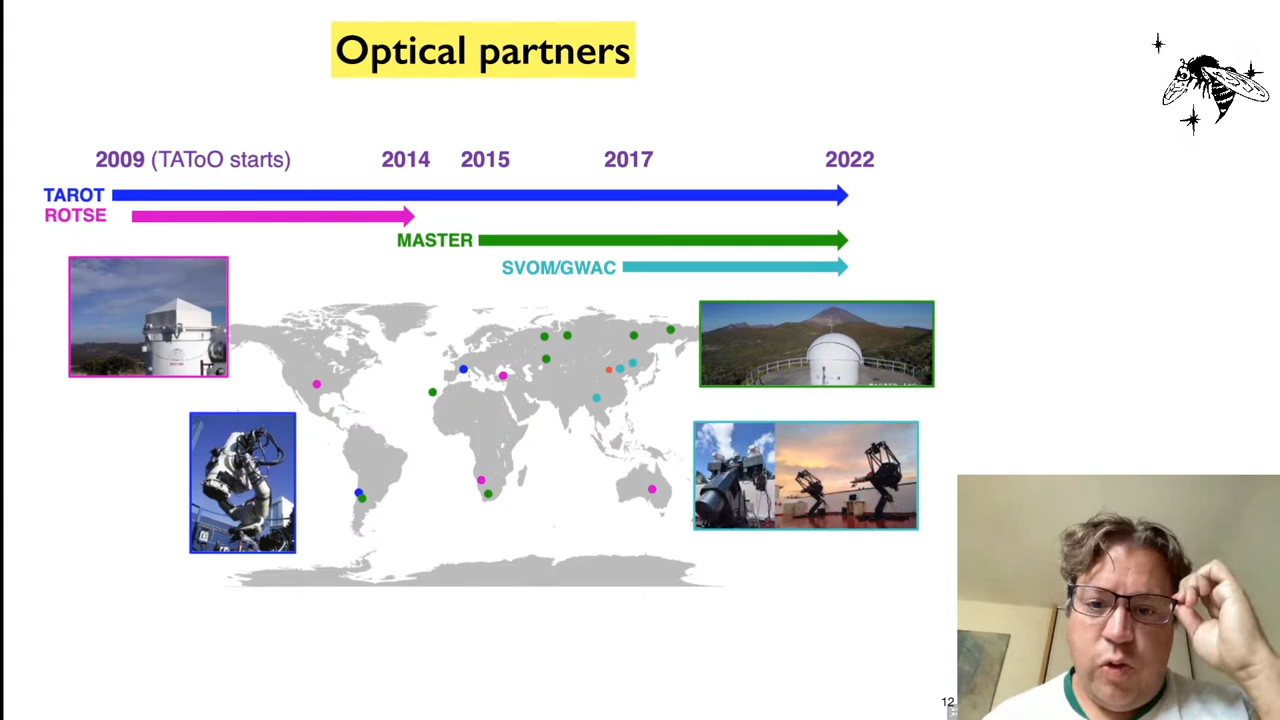 Optical partners
2009 (TAToO starts) 2014 2015 2017 2022
TAROT
ROTSE
MASTER
SVOM/GWAC
12